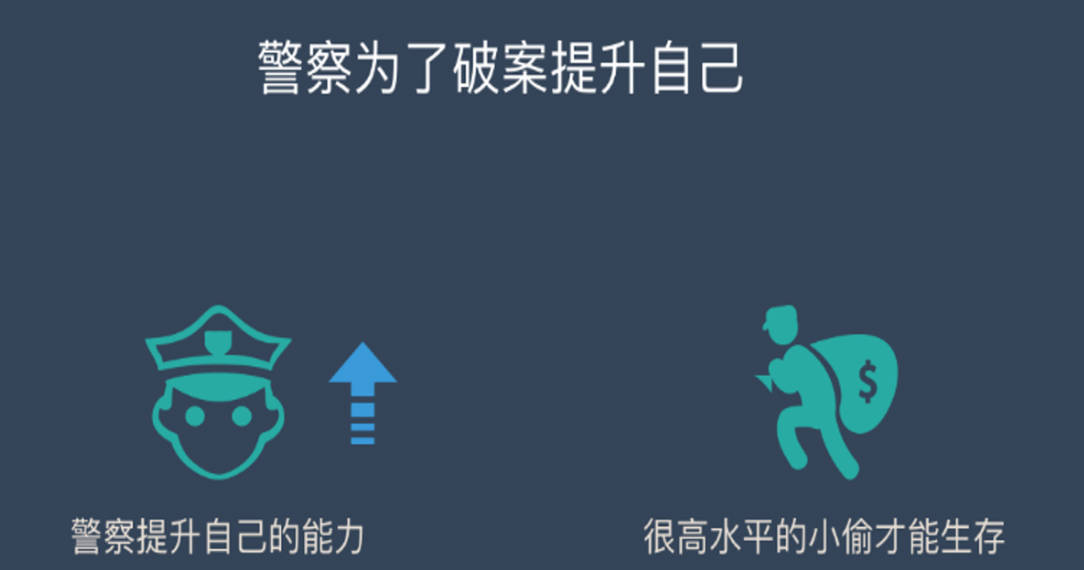 警察为了破案提升自己
警察提升自己的能力
很高水平的小偷才能生存
$